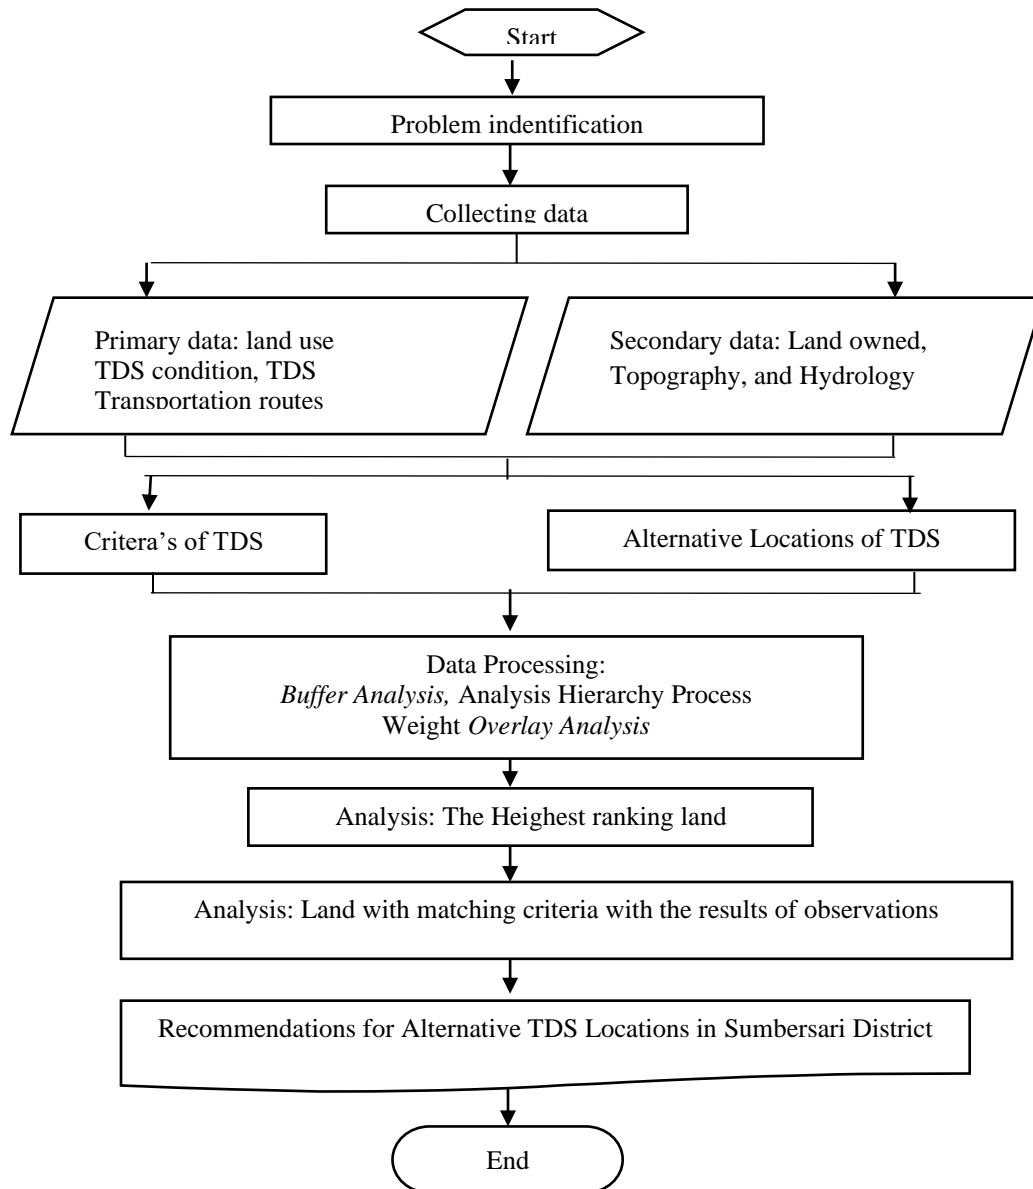 Start
Problem indentification
Collecting data
Primary data: land use
TDS condition, TDS
Transportation routes
Secondary data: Land owned,
Topography, and Hydrology
Critera’s of TDS
Alternative Locations of TDS
Data Processing:
Buffer Analysis, Analysis Hierarchy Process
Weight Overlay Analysis
Analysis: The Heighest ranking land
Analysis: Land with matching criteria with the results of observations
Recommendations for Alternative TDS Locations in Sumbersari District
End